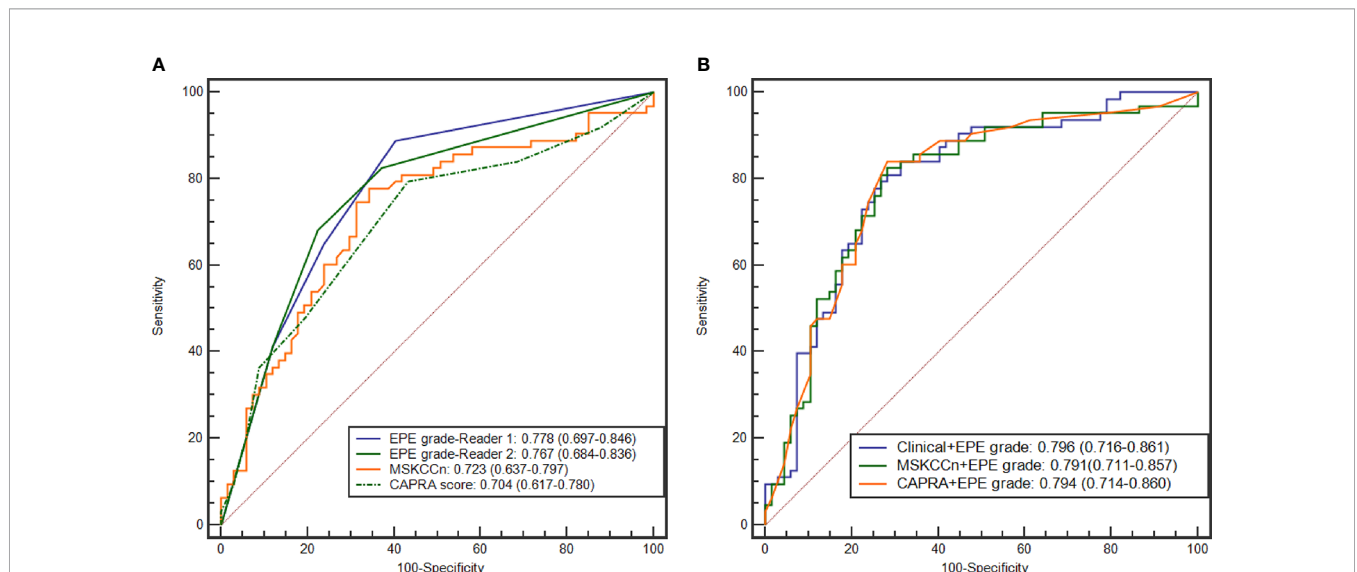 A
B
100
80
60
40
20
0
Sensitivity
0 20 40 60 80 100
100-Specificity
EPE grade-Reader 1: 0.778 (0.697-0.846)
EPE grade-Reader 2: 0.767 (0.684-0.836)
MSKCCn: 0.723 (0.637-0.797)
CAPRA score: 0.704 (0.617-0.780)
100
80
60
40
20
0
Sensitivity
0 20 40 60 80 100
100-Specificity
Clinical+EPE grade: 0.796 (0.716-0.861)
MSKCCn+EPE grade: 0.791(0.711-0.857)
CAPRA+EPE grade: 0.794 (0.714-0.860)